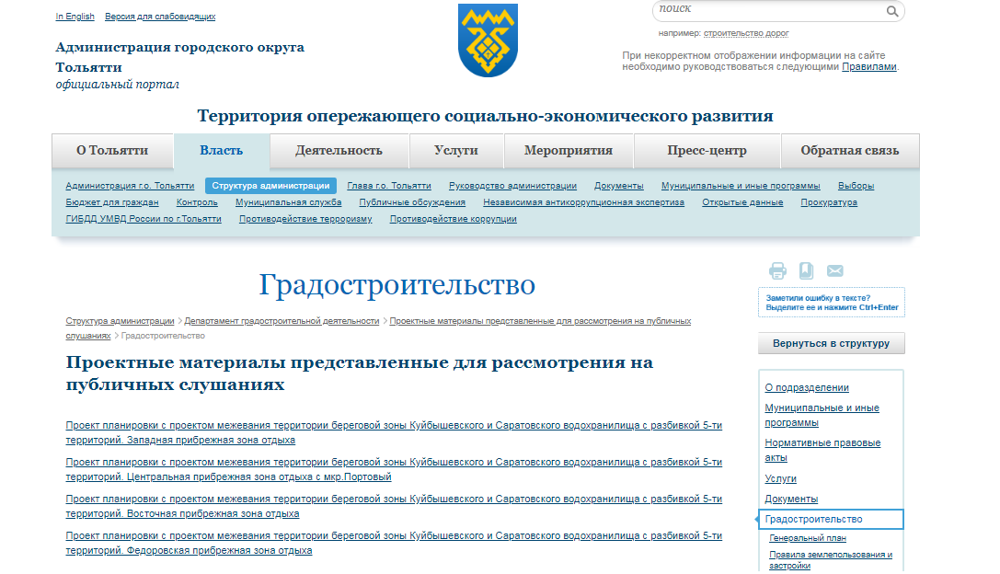 In English Версия для слабовидящих
поиск
например: строительство дорог
Администрация городского округа
Тольятти
официальный портал
При некорректном отображении информации на сайте
необходимо руководствоваться следующими Правилами.
Территория опережающего социально-экономического развития
О Тольятти Власть Деятельность Услуги Мероприятия Пресс-центр Обратная связь
Администрация г.о. Тольятти Структура администрации Глава г.о. Тольятти Руководство администрации Документы Муниципальные и иные программы Выборы
Бюджет для граждан Контроль Муниципальная служба Публичные обсуждения Независимая антикоррупционная экспертиза Открытые данные Прокуратура
ГИБДД УМВД России по г.Тольятти Противодействие терроризму Противодействие коррупции
Градостроительство
Структура администрации > Департамент градостроительной деятельности > Проектные материалы представленные для рассмотрения на публичных
слушаниях > Градостроительство
Проектные материалы представленные для рассмотрения на
публичных слушаниях
Проект планировки с проектом межевания территории береговой зоны Куйбышевского и Саратовского водохранилища с разбивкой 5-ти
территорий. Западная прибрежная зона отдыха
Проект планировки с проектом межевания территории береговой зоны Куйбышевского и Саратовского водохранилища с разбивкой 5-ти
территорий. Центральная прибрежная зона отдыха с мкр.Портовый
Проект планировки с проектом межевания территории береговой зоны Куйбышевского и Саратовского водохранилища с разбивкой 5-ти
территорий. Восточная прибрежная зона отдыха
Проект планировки с проектом межевания территории береговой зоны Куйбышевского и Саратовского водохранилища с разбивкой 5-ти
территорий. Федоровская прибрежная зона отдыха
Заметили ошибку в тексте?
Выделите ее и нажмите Ctrl+Enter
Вернуться в структуру
О подразделении
Муниципальные и иные
программы
Нормативные правовые
акты
Услуги
Документы
Градостроительство
Генеральный план
Правила землепользования и
застройки